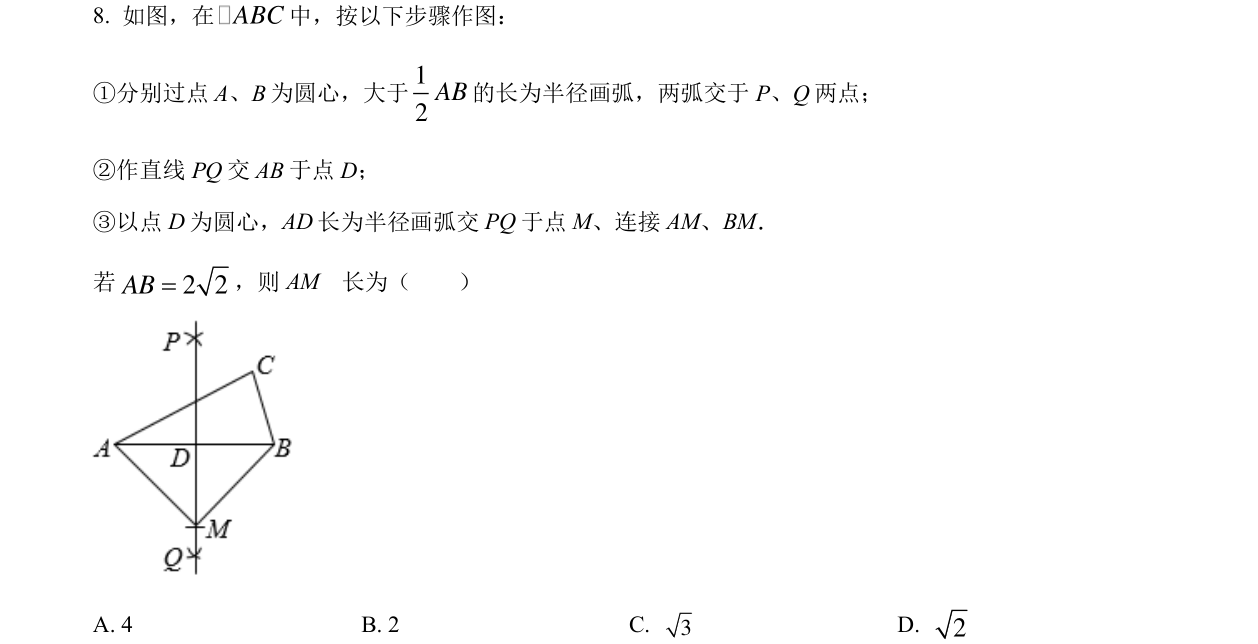 8. 如图，在□ABC 中，按以下步骤作图：
①分别过点 A、B 为圆心，大于 \frac{1}{2} AB 的长为半径画弧，两弧交于 P、Q 两点；
②作直线 PQ 交 AB 于点 D；
③以点 D 为圆心，AD 长为半径画弧交 PQ 于点 M、连接 AM、BM．
若 AB = 2√2，则 AM 长为（ ）
P
C
A
D
B
M
Q
A. 4 B. 2 C. √3 D. √2